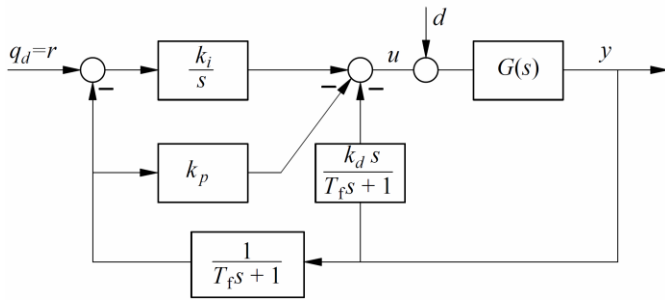 d
q_d=r
k_i
s
u
G(s)
y
k_p
k_d s
T_f s + 1
1
T_f s + 1